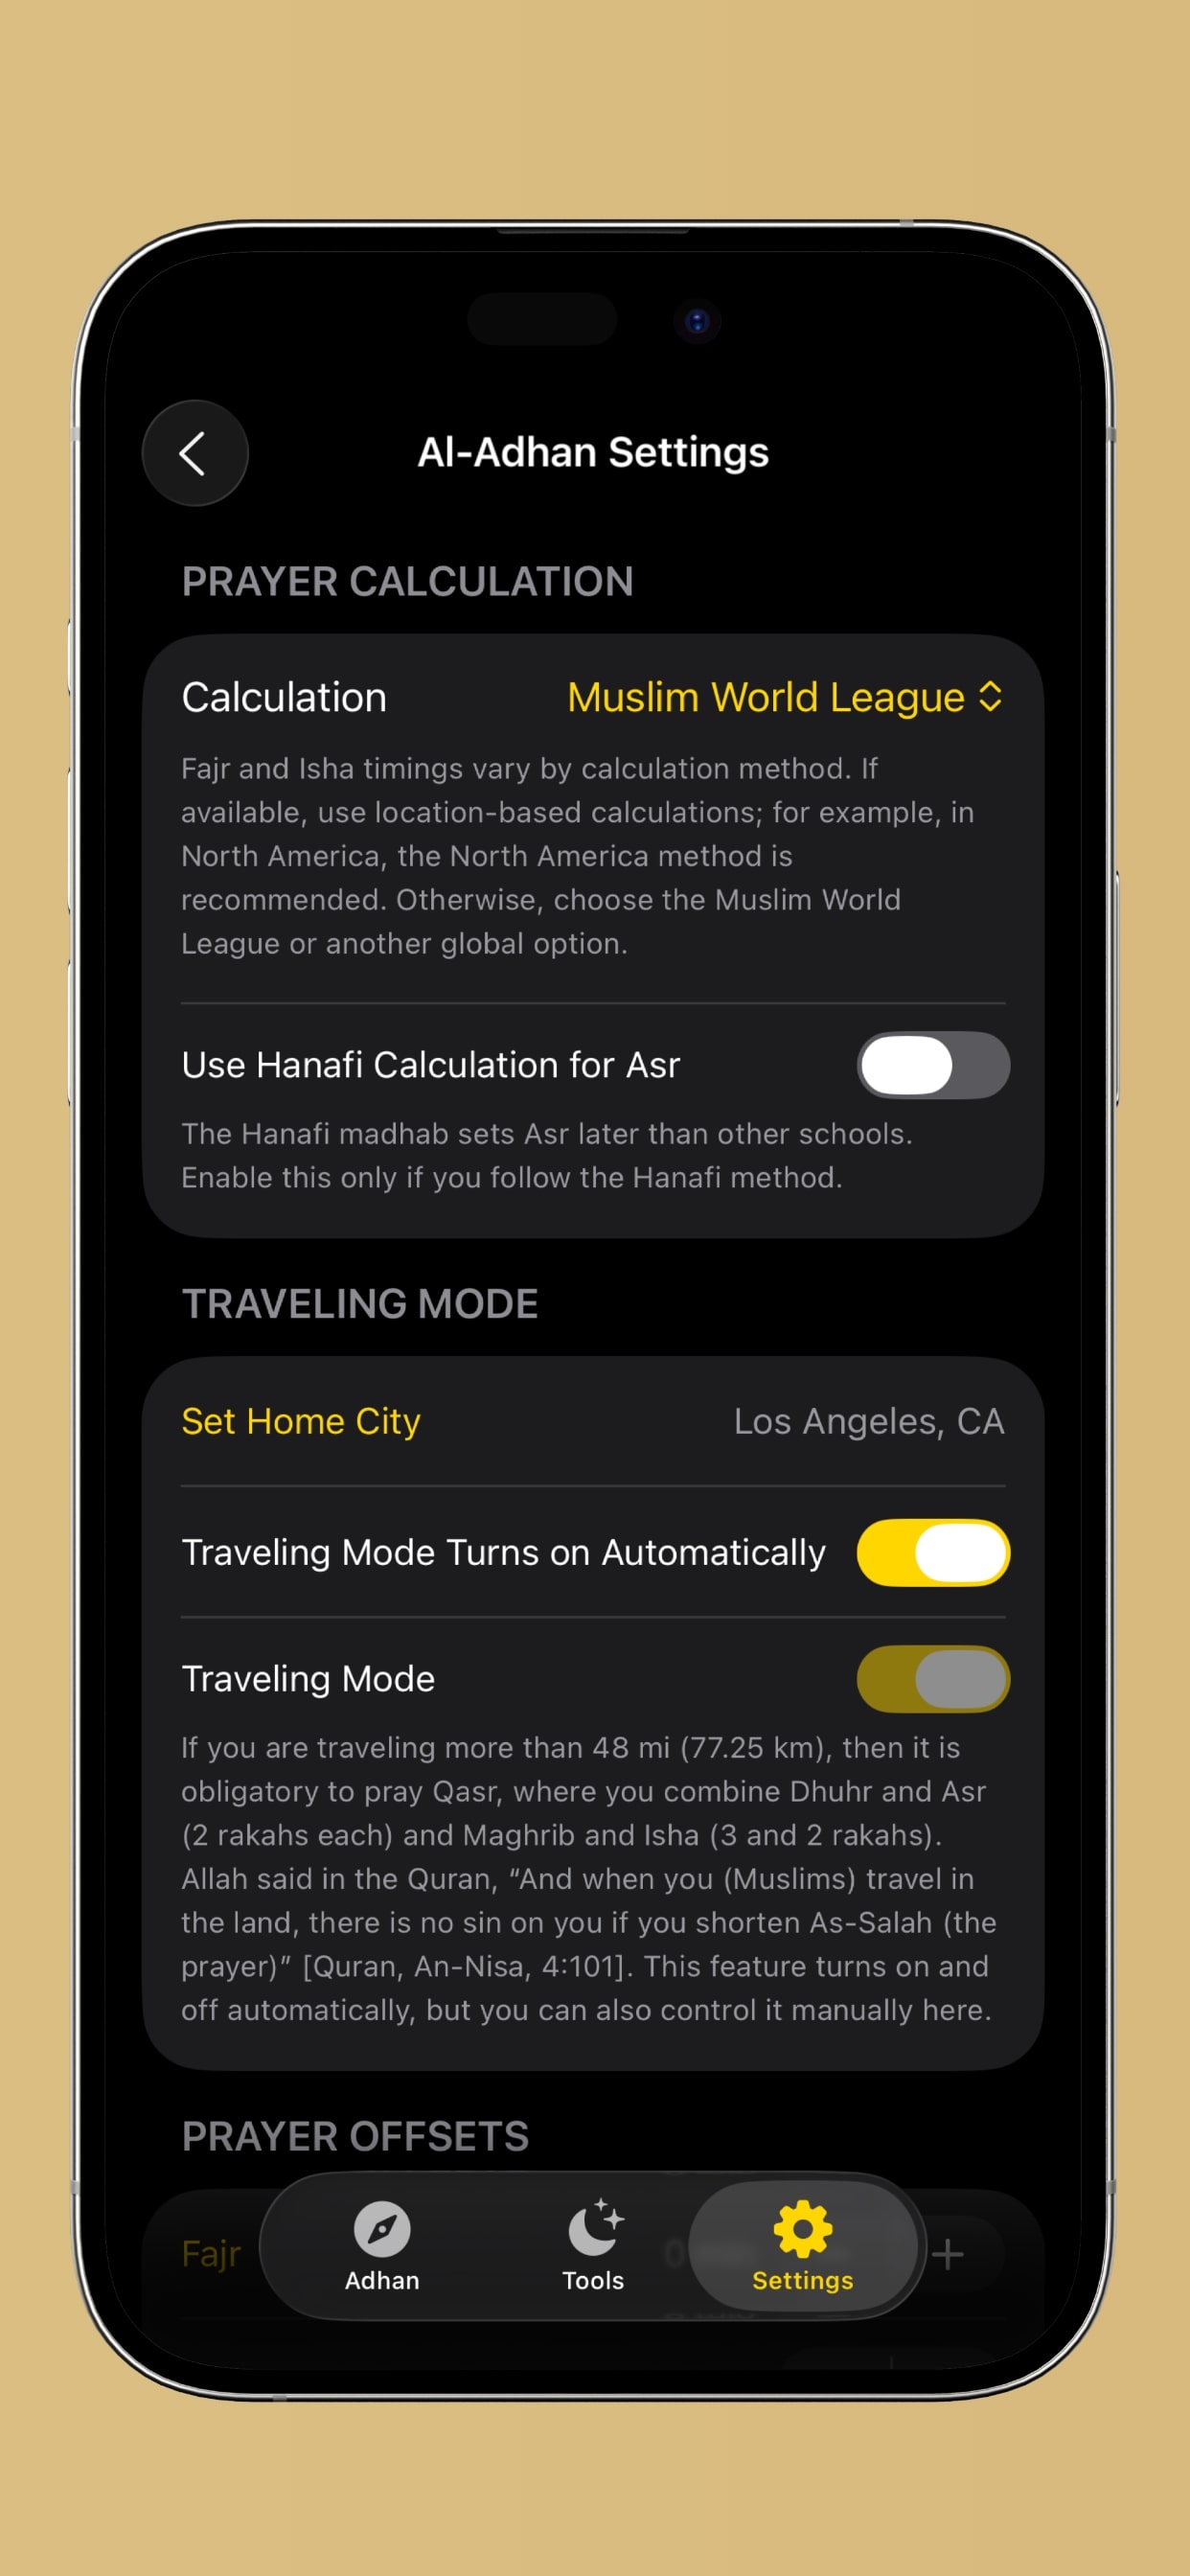 Al-Adhan Settings
PRAYER CALCULATION
Calculation Muslim World League
Fajr and Isha timings vary by calculation method. If
available, use location-based calculations; for example, in
North America, the North America method is
recommended. Otherwise, choose the Muslim World
League or another global option.
Use Hanafi Calculation for Asr
The Hanafi madhab sets Asr later than other schools.
Enable this only if you follow the Hanafi method.
TRAVELING MODE
Set Home City Los Angeles, CA
Traveling Mode Turns on Automatically
Traveling Mode
If you are traveling more than 48 mi (77.25 km), then it is
obligatory to pray Qasr, where you combine Dhuhr and Asr
(2 rakahs each) and Maghrib and Isha (3 and 2 rakahs).
Allah said in the Quran, “And when you (Muslims) travel in
the land, there is no sin on you if you shorten As-Salah (the
prayer)” [Quran, An-Nisa, 4:101]. This feature turns on and
off automatically, but you can also control it manually here.
PRAYER OFFSETS
Fajr +
Adhan Tools Settings